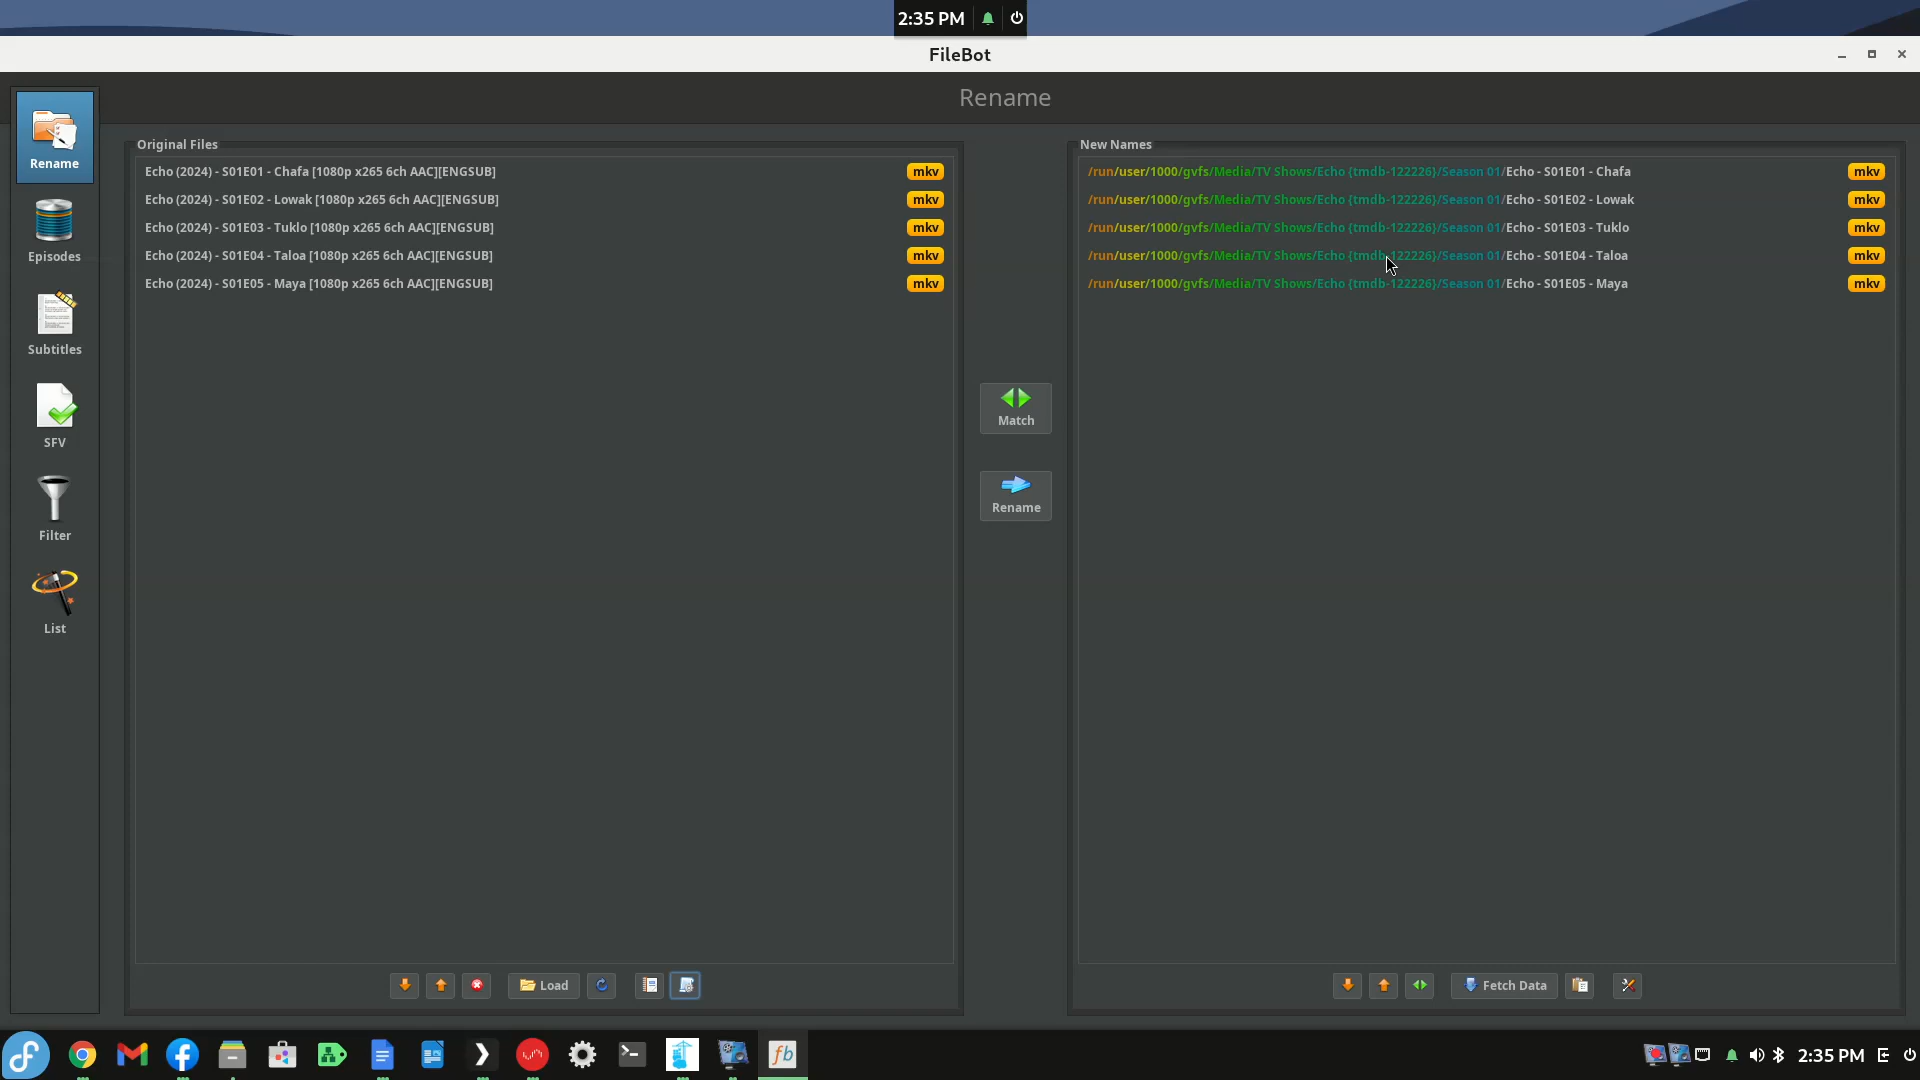 2:35 PM
FileBot
Rename
Rename
Episodes
Subtitles
SFV
Filter
List
Original Files
Echo (2024) - S01E01 - Chafa [1080p x265 6ch AAC][ENGSUB] mkv
Echo (2024) - S01E02 - Lowak [1080p x265 6ch AAC][ENGSUB] mkv
Echo (2024) - S01E03 - Tuklo [1080p x265 6ch AAC][ENGSUB] mkv
Echo (2024) - S01E04 - Taloa [1080p x265 6ch AAC][ENGSUB] mkv
Echo (2024) - S01E05 - Maya [1080p x265 6ch AAC][ENGSUB] mkv
Load
Match
Rename
New Names
/run/user/1000/gvfs/Media/TV Shows/Echo {tmdb-122226}/Season 01/Echo - S01E01 - Chafa mkv
/run/user/1000/gvfs/Media/TV Shows/Echo {tmdb-122226}/Season 01/Echo - S01E02 - Lowak mkv
/run/user/1000/gvfs/Media/TV Shows/Echo {tmdb-122226}/Season 01/Echo - S01E03 - Tuklo mkv
/run/user/1000/gvfs/Media/TV Shows/Echo {tmdb-122226}/Season 01/Echo - S01E04 - Taloa mkv
/run/user/1000/gvfs/Media/TV Shows/Echo {tmdb-122226}/Season 01/Echo - S01E05 - Maya mkv
Fetch Data
fb
2:35 PM